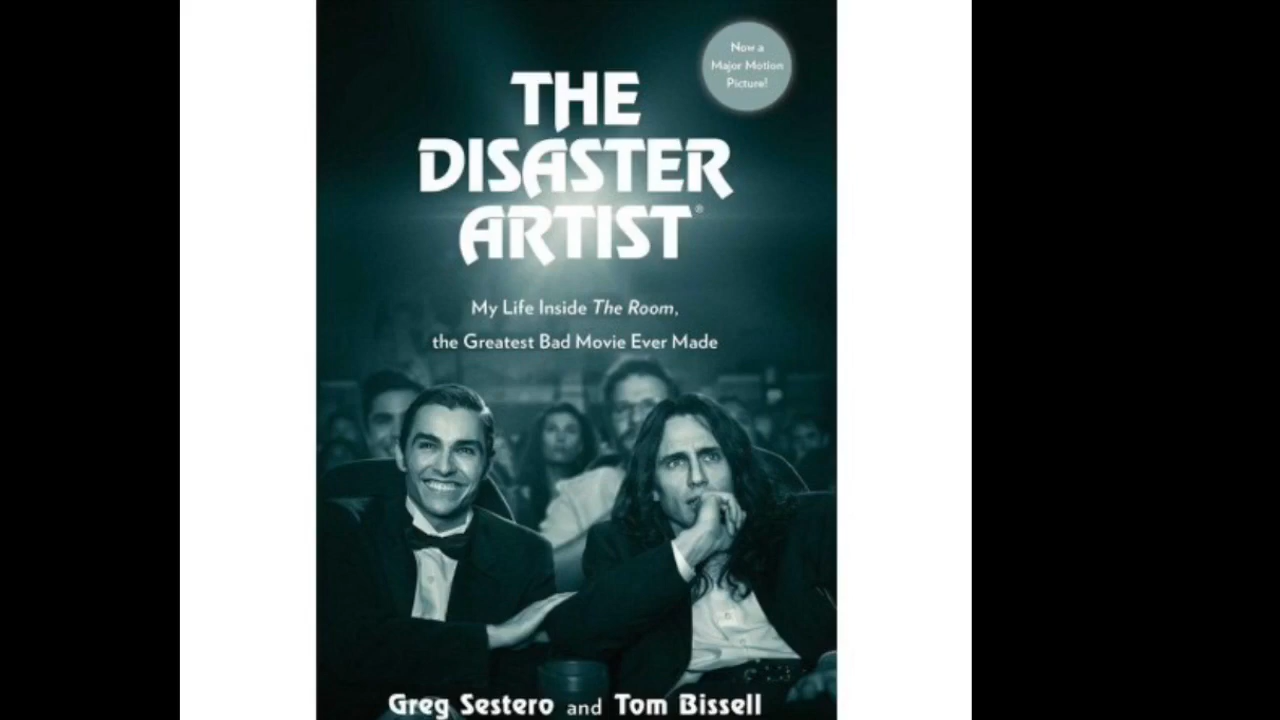 Now a
Major Motion
Picture!
THE
DISASTER
ARTIST®
My Life Inside The Room,
the Greatest Bad Movie Ever Made
Greg Sestero and Tom Bissell